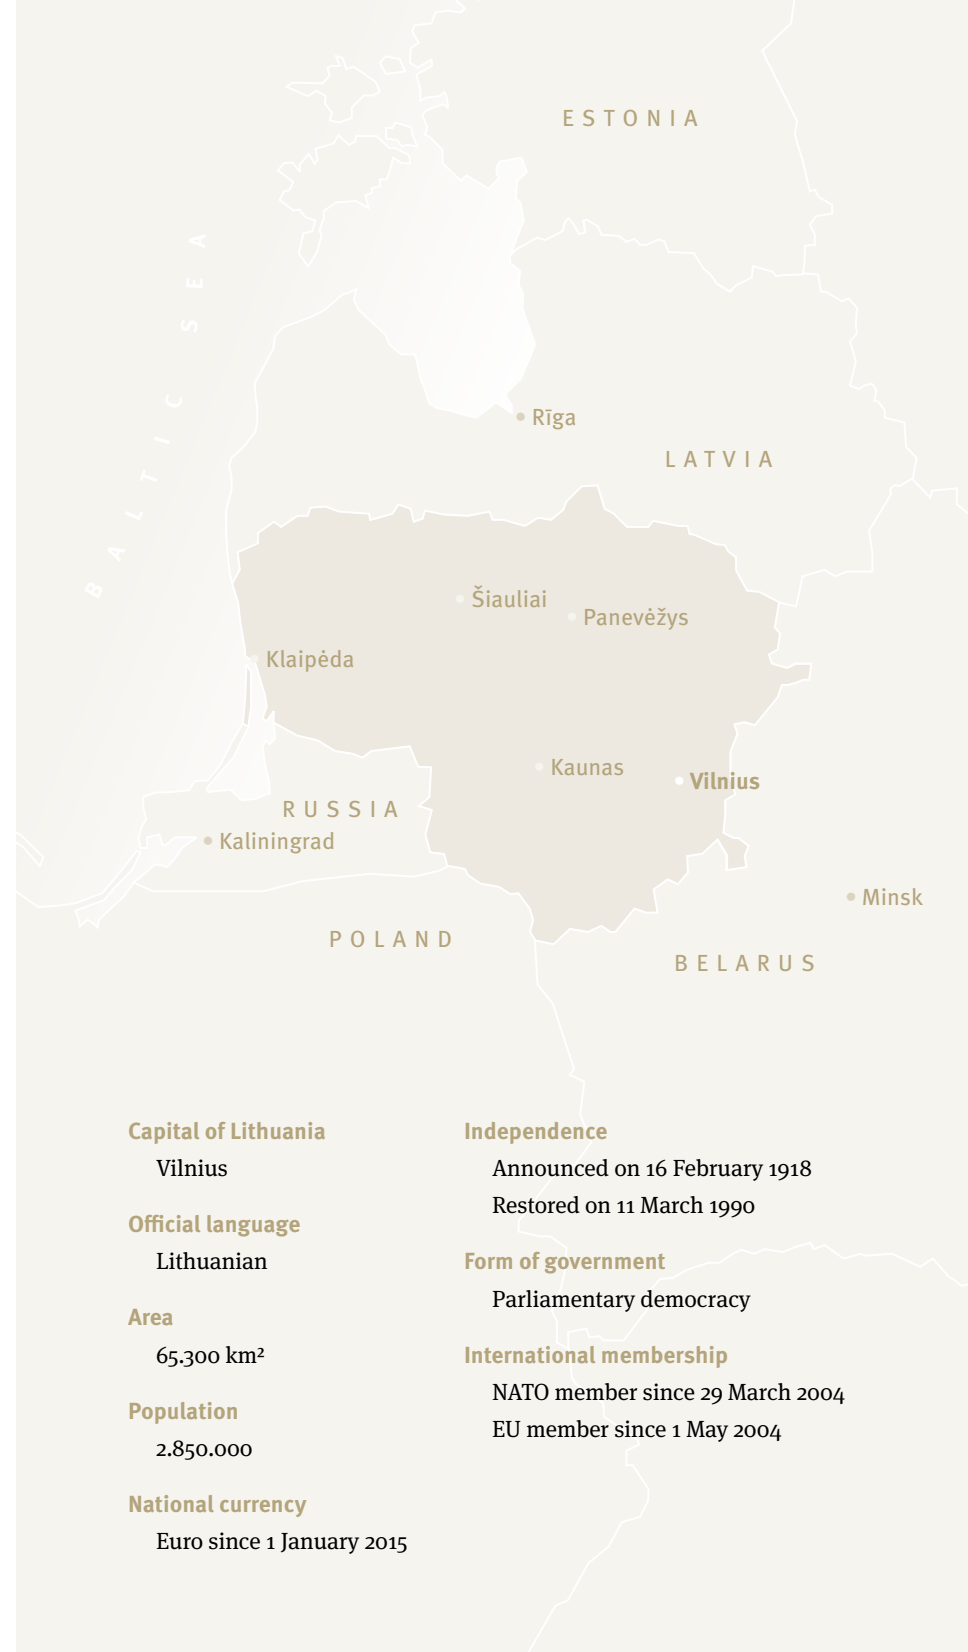 ESTONIA
BALTIC SEA
Rīga
LATVIA
Šiauliai
Panevėžys
Klaipėda
Kaunas
Vilnius
RUSSIA
Kaliningrad
Minsk
POLAND
BELARUS
Capital of Lithuania
Vilnius
Official language
Lithuanian
Area
65.300 km²
Population
2.850.000
National currency
Euro since 1 January 2015
Independence
Announced on 16 February 1918
Restored on 11 March 1990
Form of government
Parliamentary democracy
International membership
NATO member since 29 March 2004
EU member since 1 May 2004